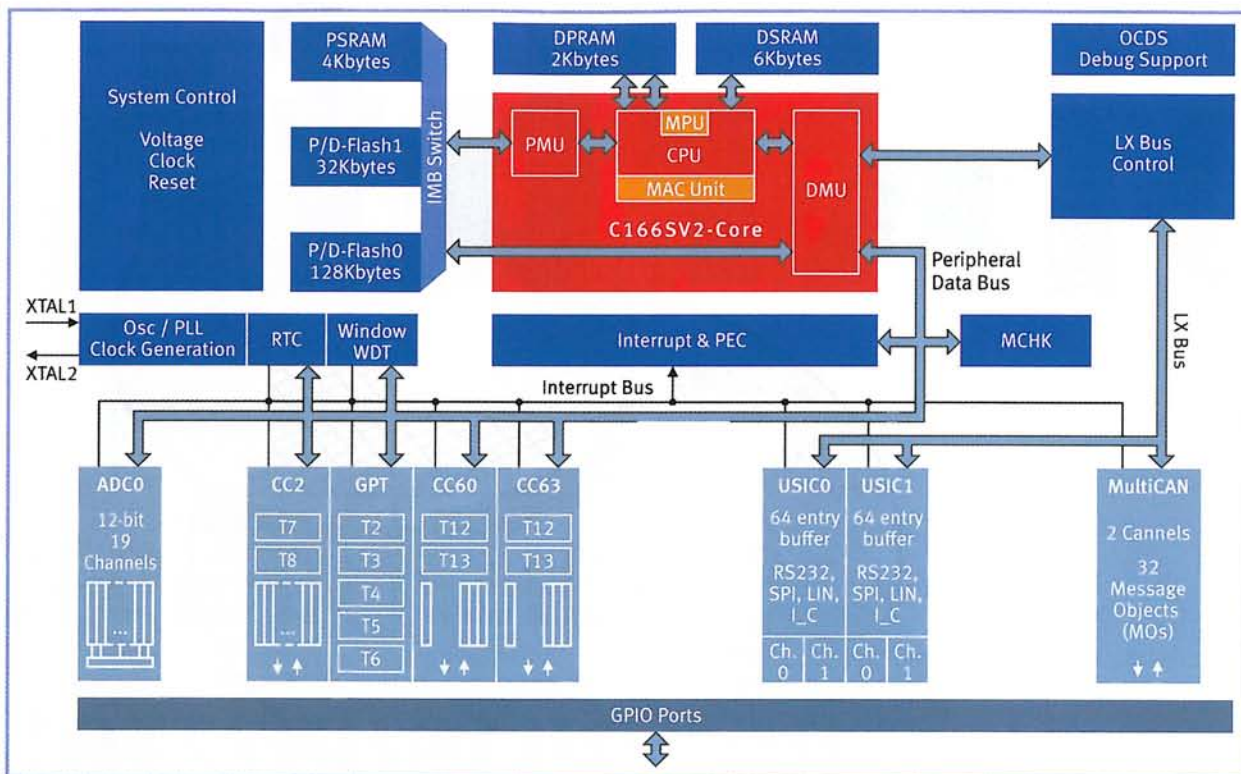 System Control
Voltage
Clock
Reset
PSRAM
4Kbytes
P/D-Flash1
32Kbytes
P/D-Flash0
128Kbytes
IMB Switch
DPRAM
2Kbytes
DSRAM
6Kbytes
PMU
MPU
CPU
MAC Unit
DMU
C166SV2-Core
OCDS
Debug Support
LX Bus
Control
Peripheral
Data Bus
LX Bus
XTAL1
XTAL2
Osc / PLL
Clock Generation
RTC
Window
WDT
Interrupt & PEC
MCHK
Interrupt Bus
ADC0
12-bit
19
Channels
...
CC2
T7
T8
...
GPT
T2
T3
T4
T5
T6
CC60
T12
T13
CC63
T12
T13
USIC0
64 entry
buffer
RS232,
SPI, LIN,
I_C
Ch.
0
Ch.
1
USIC1
64 entry
buffer
RS232,
SPI, LIN,
I_C
Ch.
0
Ch.
1
MultiCAN
2 Cannels
32
Message
Objects
(MOs)
GPIO Ports